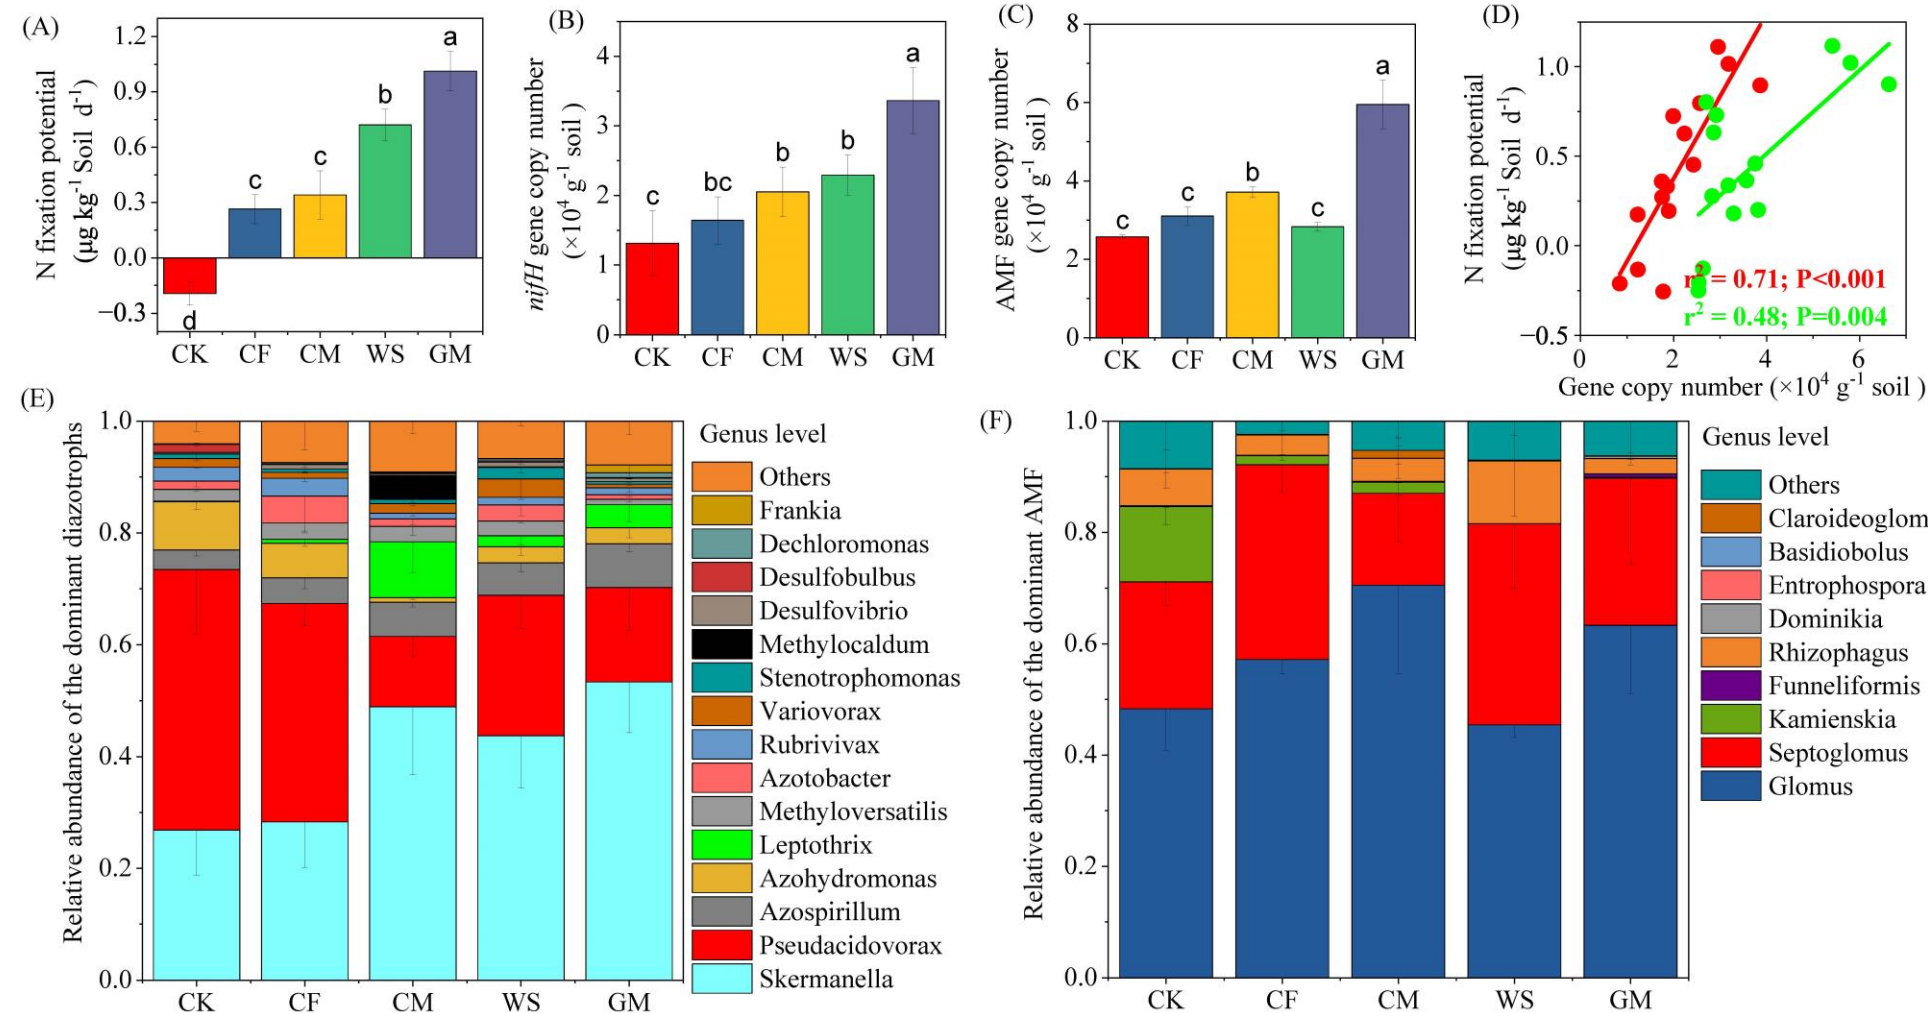 (A)
N fixation potential
(μg kg⁻¹ Soil d⁻¹)
1.2
0.9
0.6
0.3
0.0
−0.3
d
c
c
b
a
CK CF CM WS GM
(B)
nifH gene copy number
(×10⁴ g⁻¹ soil )
4
3
2
1
0
c
bc
b
b
a
CK CF CM WS GM
(C)
AMF gene copy number
(×10⁴ g⁻¹ soil )
8
6
4
2
0
c
c
b
c
a
CK CF CM WS GM
(D)
N fixation potential
(μg kg⁻¹ Soil d⁻¹)
1.0
0.5
0.0
−0.5
r² = 0.71; P<0.001
r² = 0.48; P=0.004
0 2 4 6
Gene copy number (×10⁴ g⁻¹ soil )
(E)
Relative abundance of the dominant diazotrophs
1.0
0.8
0.6
0.4
0.2
0.0
CK CF CM WS GM
Genus level
Others
Frankia
Dechloromonas
Desulfobulbus
Desulfovibrio
Methylocaldum
Stenotrophomonas
Variovorax
Rubrivivax
Azotobacter
Methyloversatilis
Leptothrix
Azohydromonas
Azospirillum
Pseudacidovorax
Skermanella
(F)
Relative abundance of the dominant AMF
1.0
0.8
0.6
0.4
0.2
0.0
CK CF CM WS GM
Genus level
Others
Claroideoglom
Basidiobolus
Entrophospora
Dominikia
Rhizophagus
Funneliformis
Kamienskia
Septoglomus
Glomus